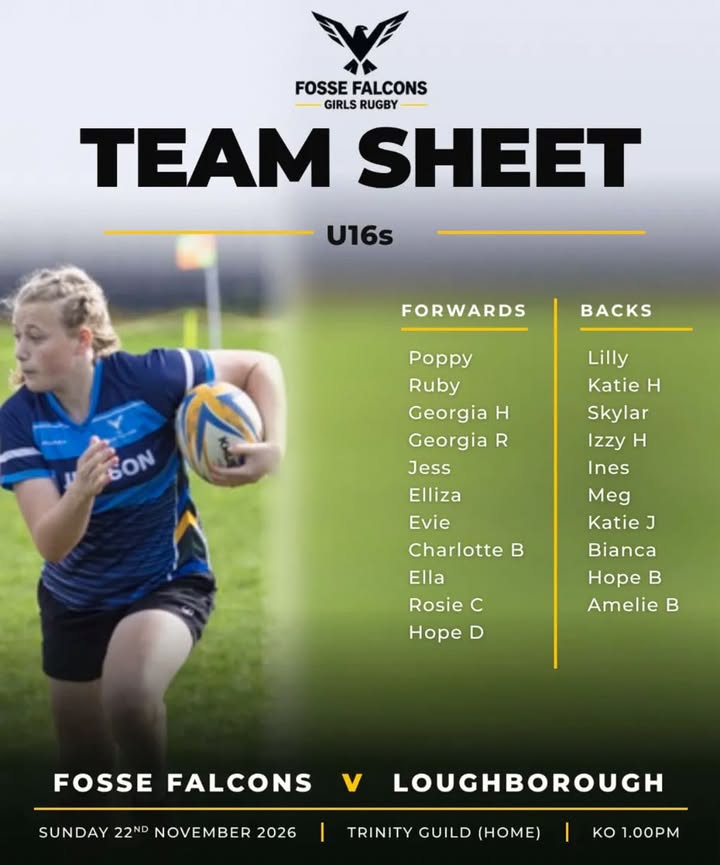 FOSSE FALCONS
GIRLS RUGBY
TEAM SHEET
U16s
FORWARDS
Poppy
Ruby
Georgia H
Georgia R
Jess
Elliza
Evie
Charlotte B
Ella
Rosie C
Hope D
BACKS
Lilly
Katie H
Skylar
Izzy H
Ines
Meg
Katie J
Bianca
Hope B
Amelie B
FOSSE FALCONS V LOUGHBOROUGH
SUNDAY 22ND NOVEMBER 2026 | TRINITY GUILD (HOME) | KO 1.00PM